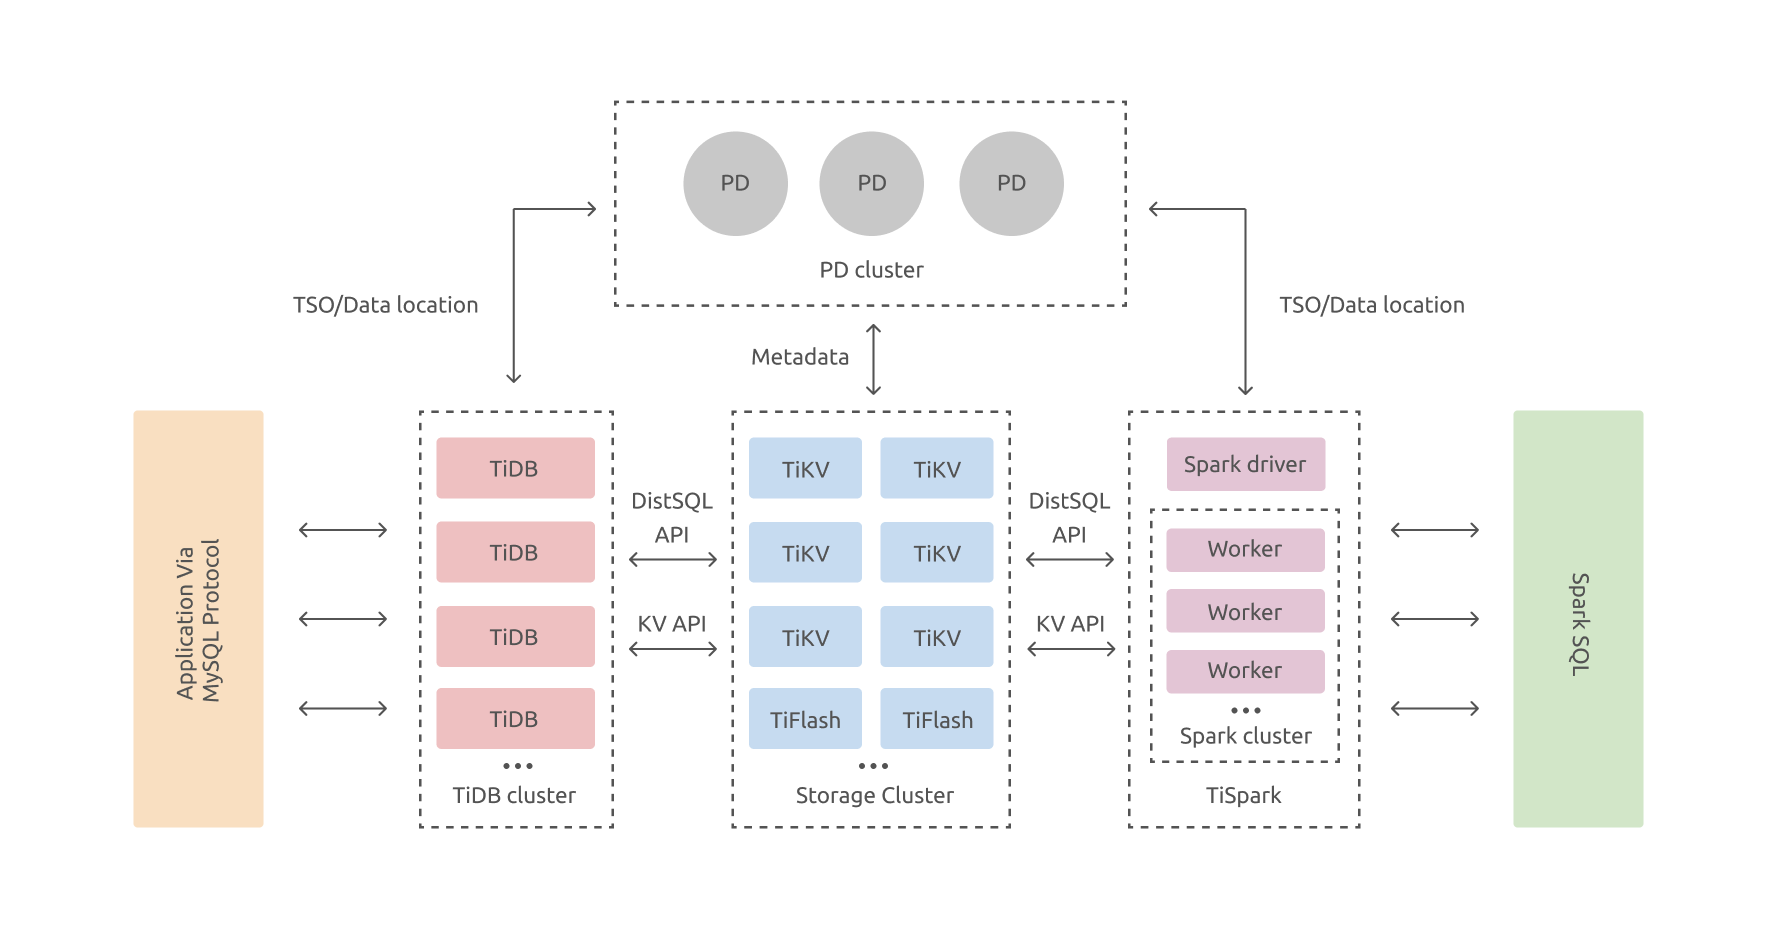 PD
PD
PD
PD cluster
TSO/Data location
TSO/Data location
Metadata
Application Via
MySQL Protocol
TiDB
TiDB
TiDB
TiDB
•••
TiDB cluster
DistSQL
API
KV API
TiKV
TiKV
TiKV
TiKV
TiKV
TiKV
TiFlash
TiFlash
•••
Storage Cluster
DistSQL
API
KV API
Spark driver
Worker
Worker
Worker
•••
Spark cluster
TiSpark
Spark SQL